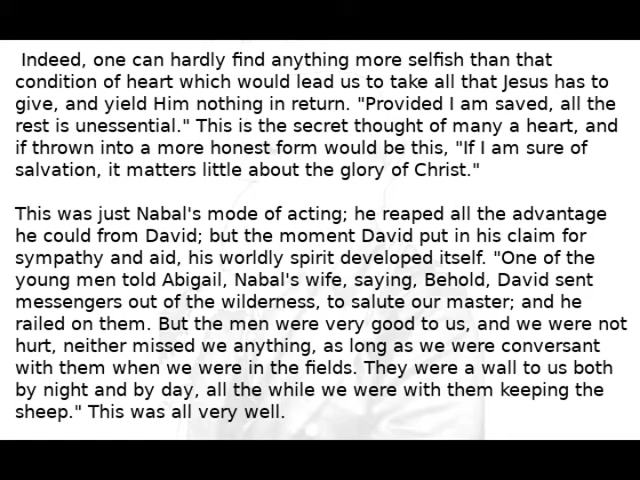 Indeed, one can hardly find anything more selfish than that
condition of heart which would lead us to take all that Jesus has to
give, and yield Him nothing in return. "Provided I am saved, all the
rest is unessential." This is the secret thought of many a heart, and
if thrown into a more honest form would be this, "If I am sure of
salvation, it matters little about the glory of Christ."
This was just Nabal's mode of acting; he reaped all the advantage
he could from David; but the moment David put in his claim for
sympathy and aid, his worldly spirit developed itself. "One of the
young men told Abigail, Nabal's wife, saying, Behold, David sent
messengers out of the wilderness, to salute our master; and he
railed on them. But the men were very good to us, and we were not
hurt, neither missed we anything, as long as we were conversant
with them when we were in the fields. They were a wall to us both
by night and by day, all the while we were with them keeping the
sheep." This was all very well.